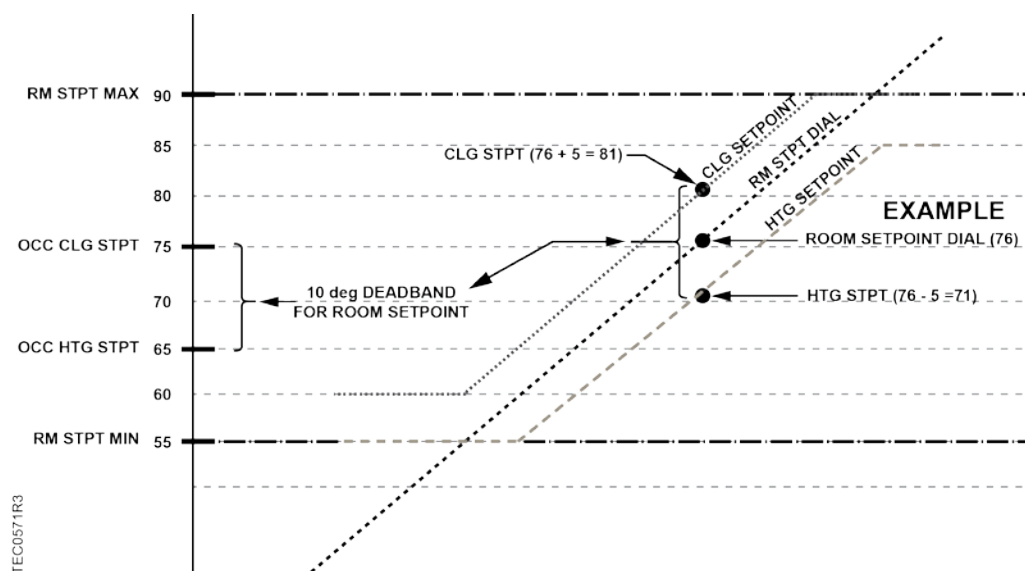 RM STPT MAX 90
85
CLG STPT (76 + 5 = 81)
CLG SETPOINT
RM STPT DIAL
HTG SETPOINT
80
EXAMPLE
OCC CLG STPT 75
ROOM SETPOINT DIAL (76)
10 deg DEADBAND
FOR ROOM SETPOINT
70
HTG STPT (76 - 5 =71)
OCC HTG STPT 65
60
RM STPT MIN 55
TEC0571R3